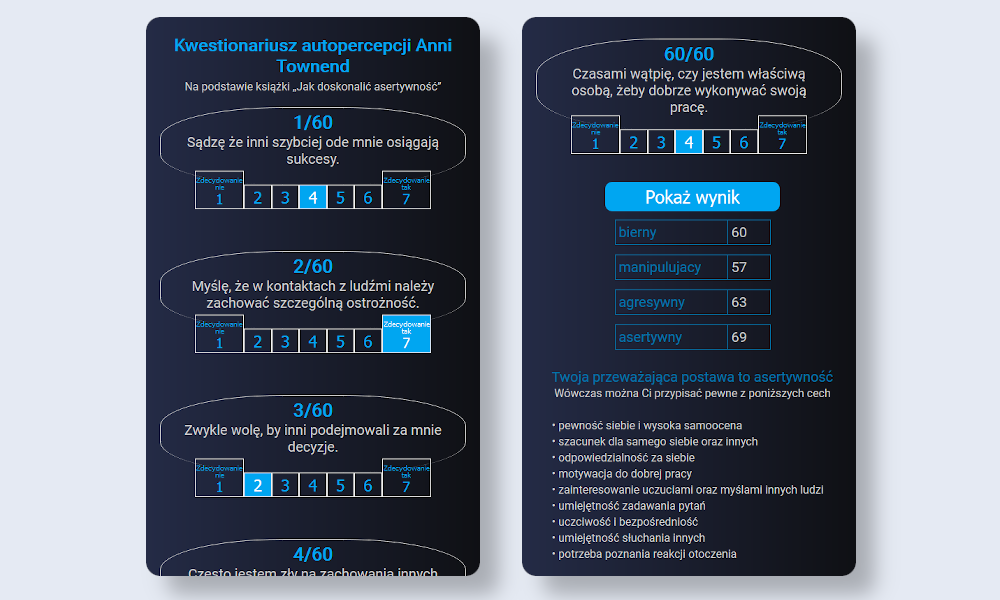 Kwestionariusz autopercepcji Anni
Townend
Na podstawie książki „Jak doskonalić asertywność”
1/60
Sądzę że inni szybciej ode mnie osiągają
sukcesy.
Zdecydowanie
nie
Zdecydowanie
tak
1 2 3 4 5 6 7
2/60
Myślę, że w kontaktach z ludźmi należy
zachować szczególną ostrożność.
Zdecydowanie
nie
Zdecydowanie
tak
1 2 3 4 5 6 7
3/60
Zwykle wolę, by inni podejmowali za mnie
decyzje.
Zdecydowanie
nie
Zdecydowanie
tak
1 2 3 4 5 6 7
4/60
Często jestem zły na zachowania innych
60/60
Czasami wątpię, czy jestem właściwą
osobą, żeby dobrze wykonywać swoją
pracę.
Zdecydowanie
nie
Zdecydowanie
tak
1 2 3 4 5 6 7
Pokaż wynik
bierny 60
manipulujacy 57
agresywny 63
asertywny 69
Twoja przeważająca postawa to asertywność
Wówczas można Ci przypisać pewne z poniższych cech
• pewność siebie i wysoka samoocena
• szacunek dla samego siebie oraz innych
• odpowiedzialność za siebie
• motywacja do dobrej pracy
• zainteresowanie uczuciami oraz myślami innych ludzi
• umiejętność zadawania pytań
• uczciwość i bezpośredniość
• umiejętność słuchania innych
• potrzeba poznania reakcji otoczenia